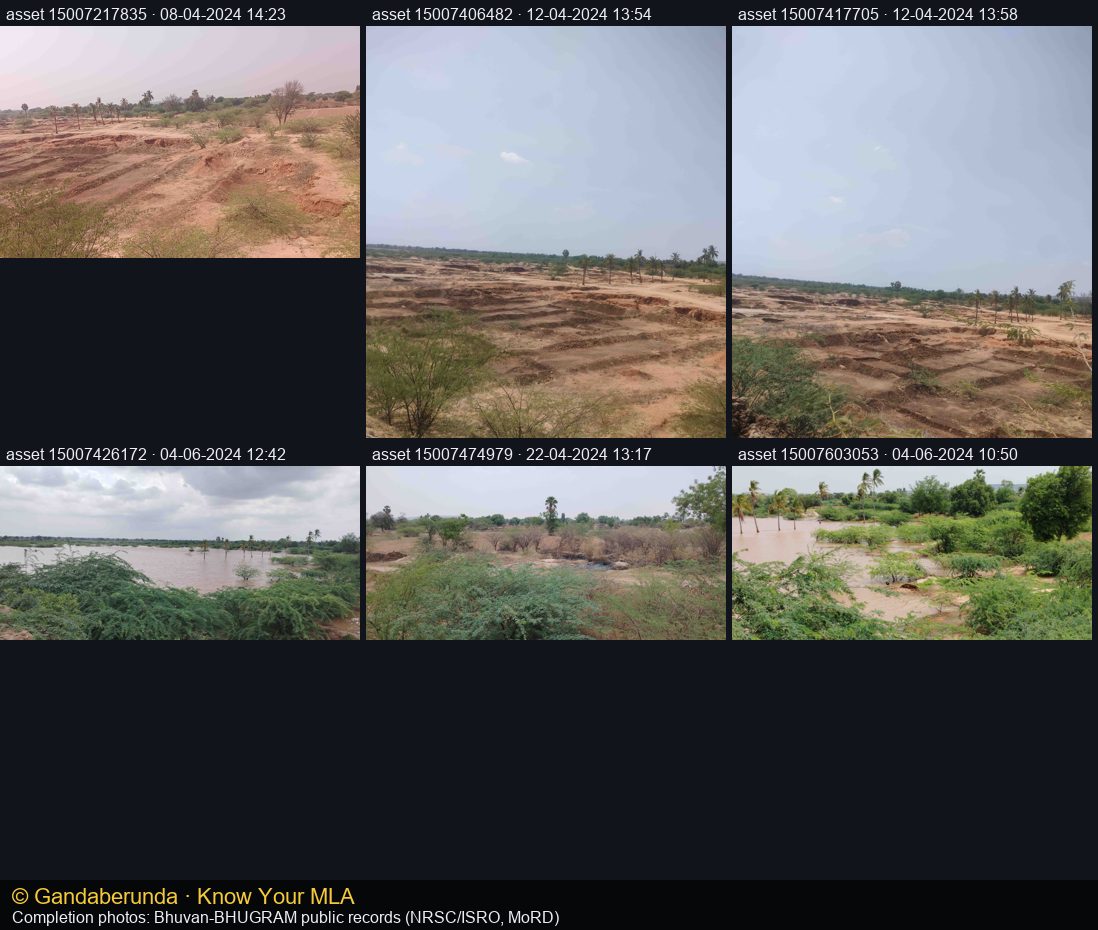 asset 15007217835 · 08-04-2024 14:23
asset 15007406482 · 12-04-2024 13:54
asset 15007417705 · 12-04-2024 13:58
asset 15007426172 · 04-06-2024 12:42
asset 15007474979 · 22-04-2024 13:17
asset 15007603053 · 04-06-2024 10:50
© Gandaberunda · Know Your MLA
Completion photos: Bhuvan-BHUGRAM public records (NRSC/ISRO, MoRD)